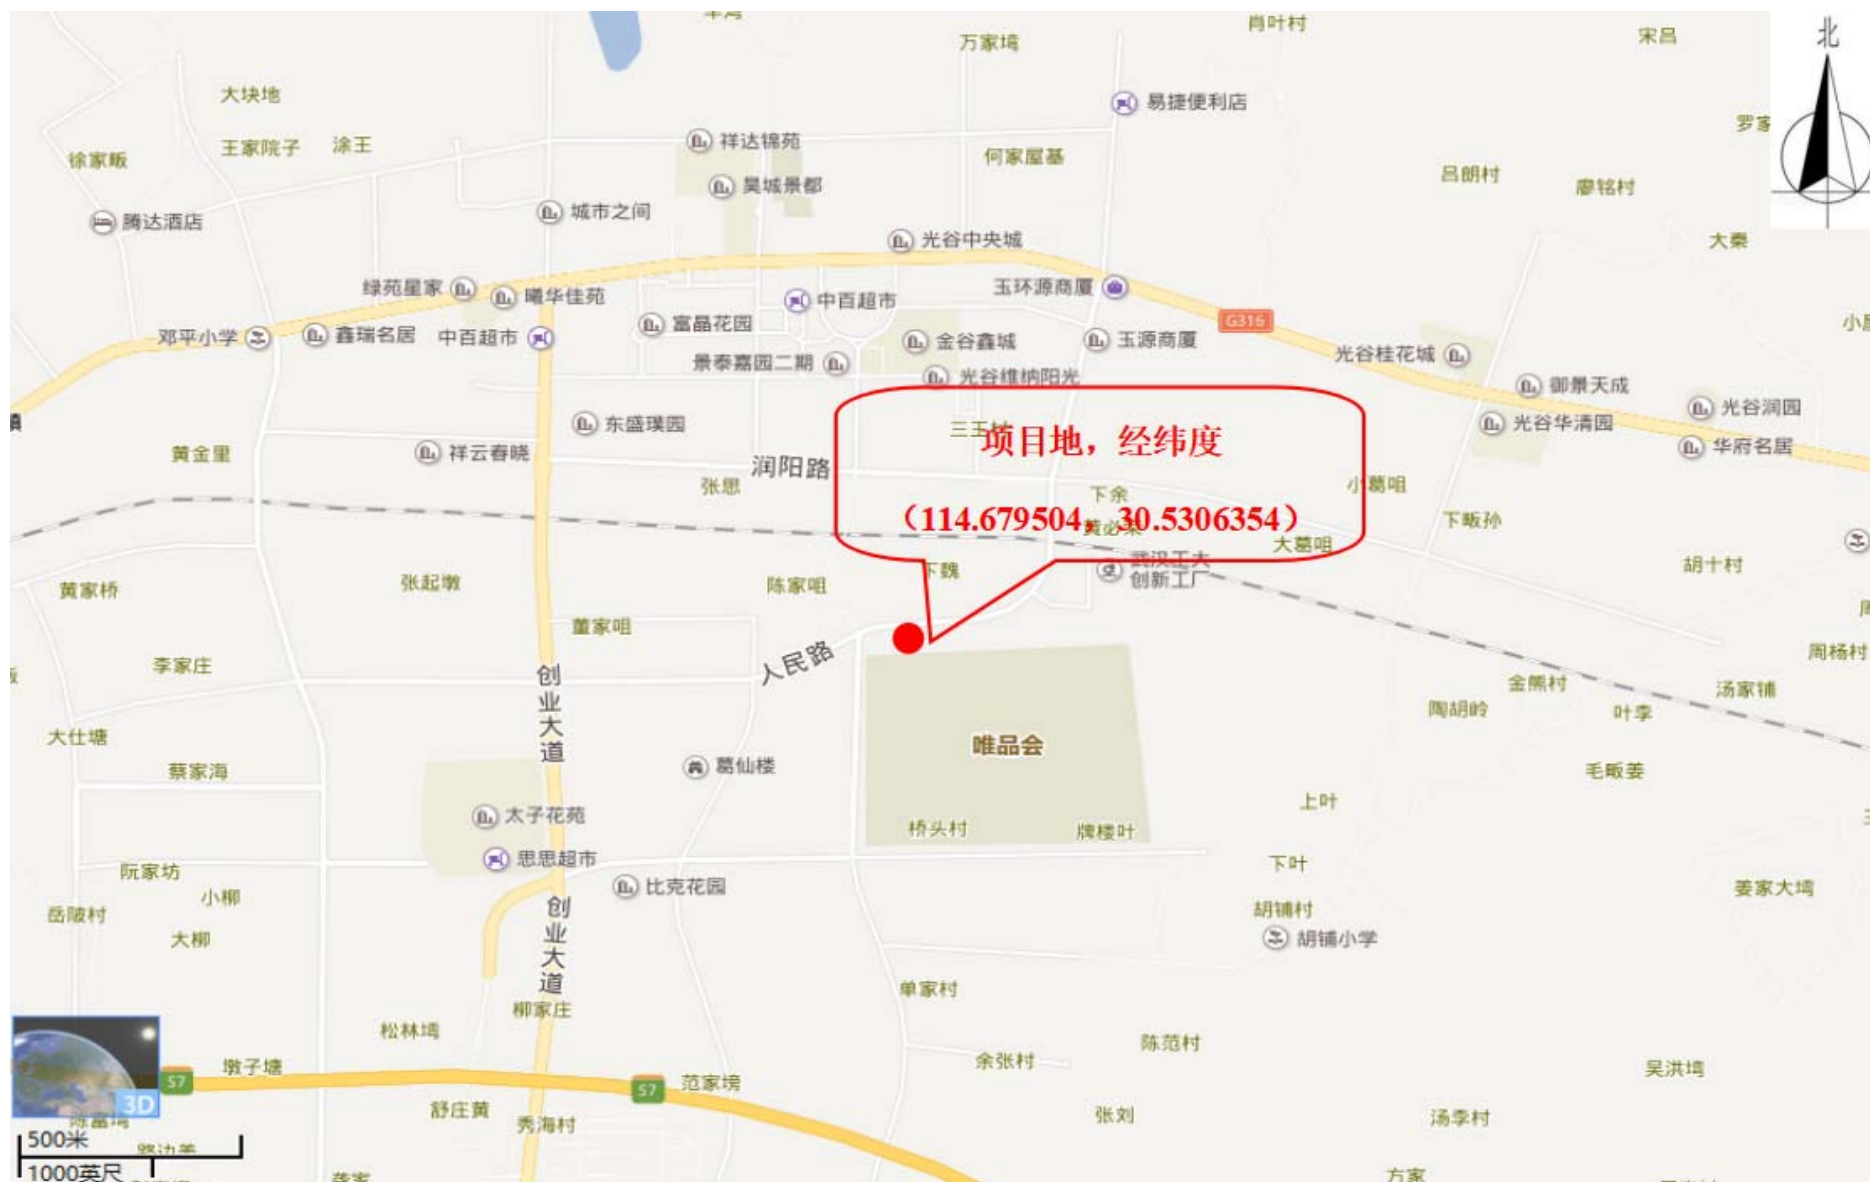 肖叶村
宋吕
北
万家塆
大块地
易捷便利店
祥达锦苑
王家院子
涂王
徐家畈
何家屋基
吕朗村
廖铭村
昊城景都
腾达酒店
城市之间
光谷中央城
大秦
绿苑星家
曦华佳苑
中百超市
玉环源商厦
G316
邓平小学
鑫瑞名居
中百超市
富晶花园
金谷鑫城
玉源商厦
景泰嘉园二期
光谷维纳阳光
光谷桂花城
御景天成
东盛璞园
光谷华清园
光谷润园
华府名居
黄金里
祥云春晓
润阳路
张思
项目地，经纬度
（114.679504，30.5306354）
下余
小葛咀
下畈孙
大葛咀
胡十村
创新工厂
下魏
黄家桥
张起墩
陈家咀
董家咀
人民路
李家庄
周杨村
金熊村
汤家铺
陶胡岭
叶李
创业大道
大仕塘
蔡家海
葛仙楼
唯品会
毛畈姜
上叶
太子花苑
桥头村
牌楼叶
思思超市
阮家坊
小柳
比克花园
下叶
姜家大塆
岳陂村
大柳
创业大道
胡铺村
胡铺小学
单家村
柳家庄
松林塆
陈范村
余张村
吴洪塆
墩子塘
S7
S7
范家塝
3D
舒庄黄
秀海村
张刘
汤李村
500米
1000英尺
方家